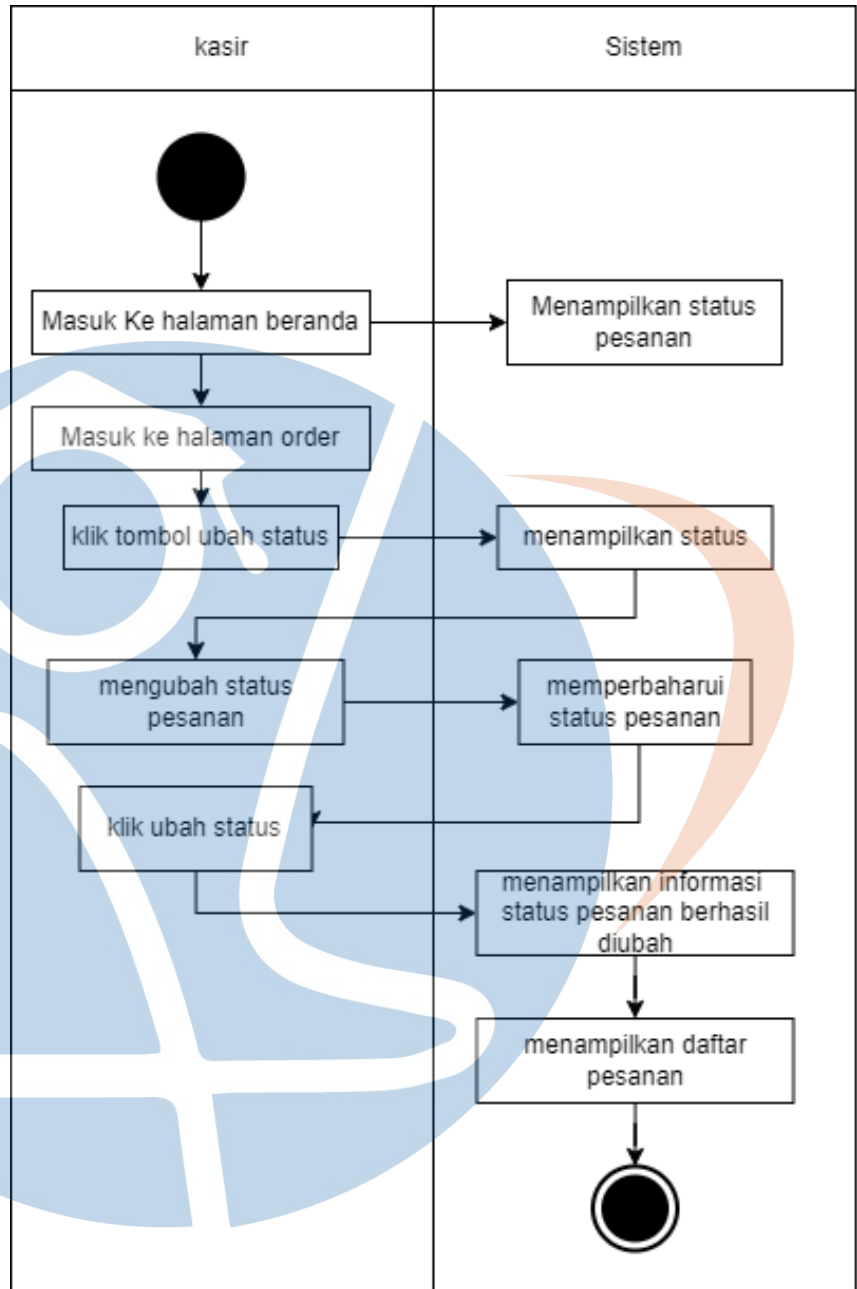 kasir
Sistem
Masuk Ke halaman beranda
Menampilkan status
pesanan
Masuk ke halaman order
klik tombol ubah status
menampilkan status
mengubah status
pesanan
memperbaharui
status pesanan
klik ubah status
menampilkan informasi
status pesanan berhasil
diubah
menampilkan daftar
pesanan